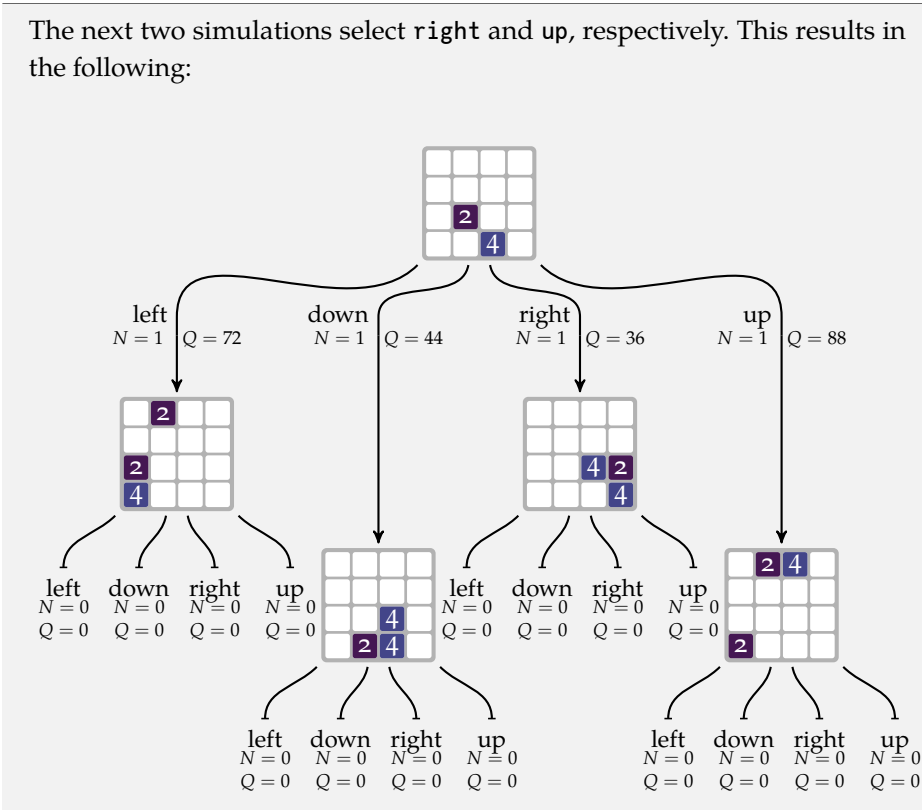 The next two simulations select right and up, respectively. This results in
the following:
2
4
left down right up
N = 1 Q = 72 N = 1 Q = 44 N = 1 Q = 36 N = 1 Q = 88
2
2
4
4 2
4
left down right up
N = 0 N = 0 N = 0 N = 0
Q = 0 Q = 0 Q = 0 Q = 0
4
2 4
left down right up
N = 0 N = 0 N = 0 N = 0
Q = 0 Q = 0 Q = 0 Q = 0
2 4
2
left down right up
N = 0 N = 0 N = 0 N = 0
Q = 0 Q = 0 Q = 0 Q = 0
left down right up
N = 0 N = 0 N = 0 N = 0
Q = 0 Q = 0 Q = 0 Q = 0